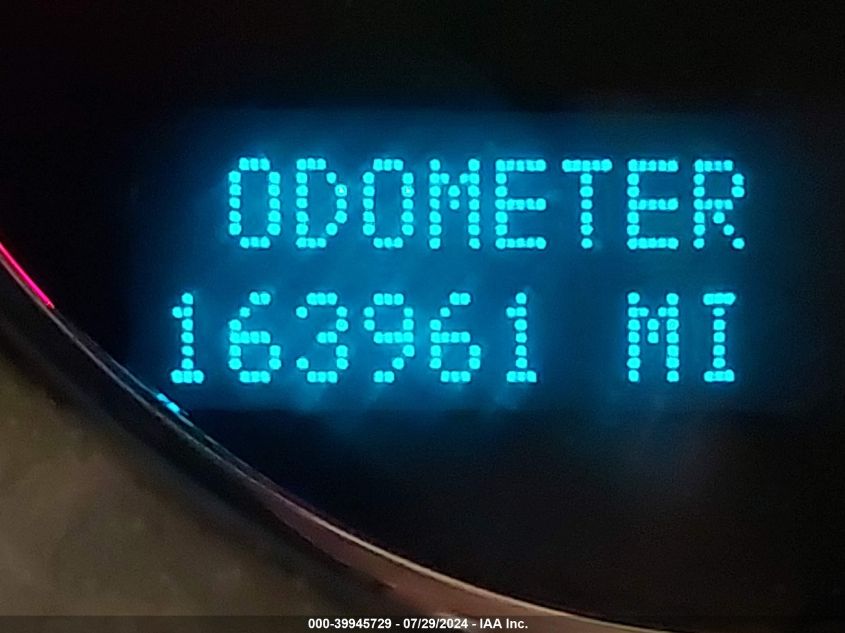 ODOMETER
163961 MI
000-39945729 - 07/29/2024 - IAA Inc.